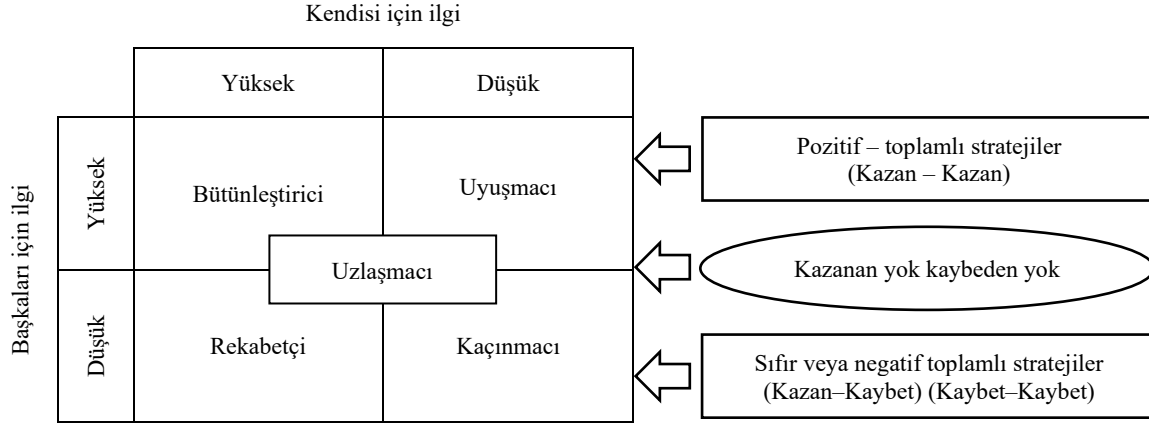 Kendisi için ilgi
Yüksek
Düşük
Başkaları için ilgi
Yüksek
Bütünleştirici
Uyuşmacı
Pozitif – toplamlı stratejiler
(Kazan – Kazan)
Uzlaşmacı
Kazanan yok kaybeden yok
Düşük
Rekabetçi
Kaçınmacı
Sıfır veya negatif toplamlı stratejiler
(Kazan–Kaybet) (Kaybet–Kaybet)